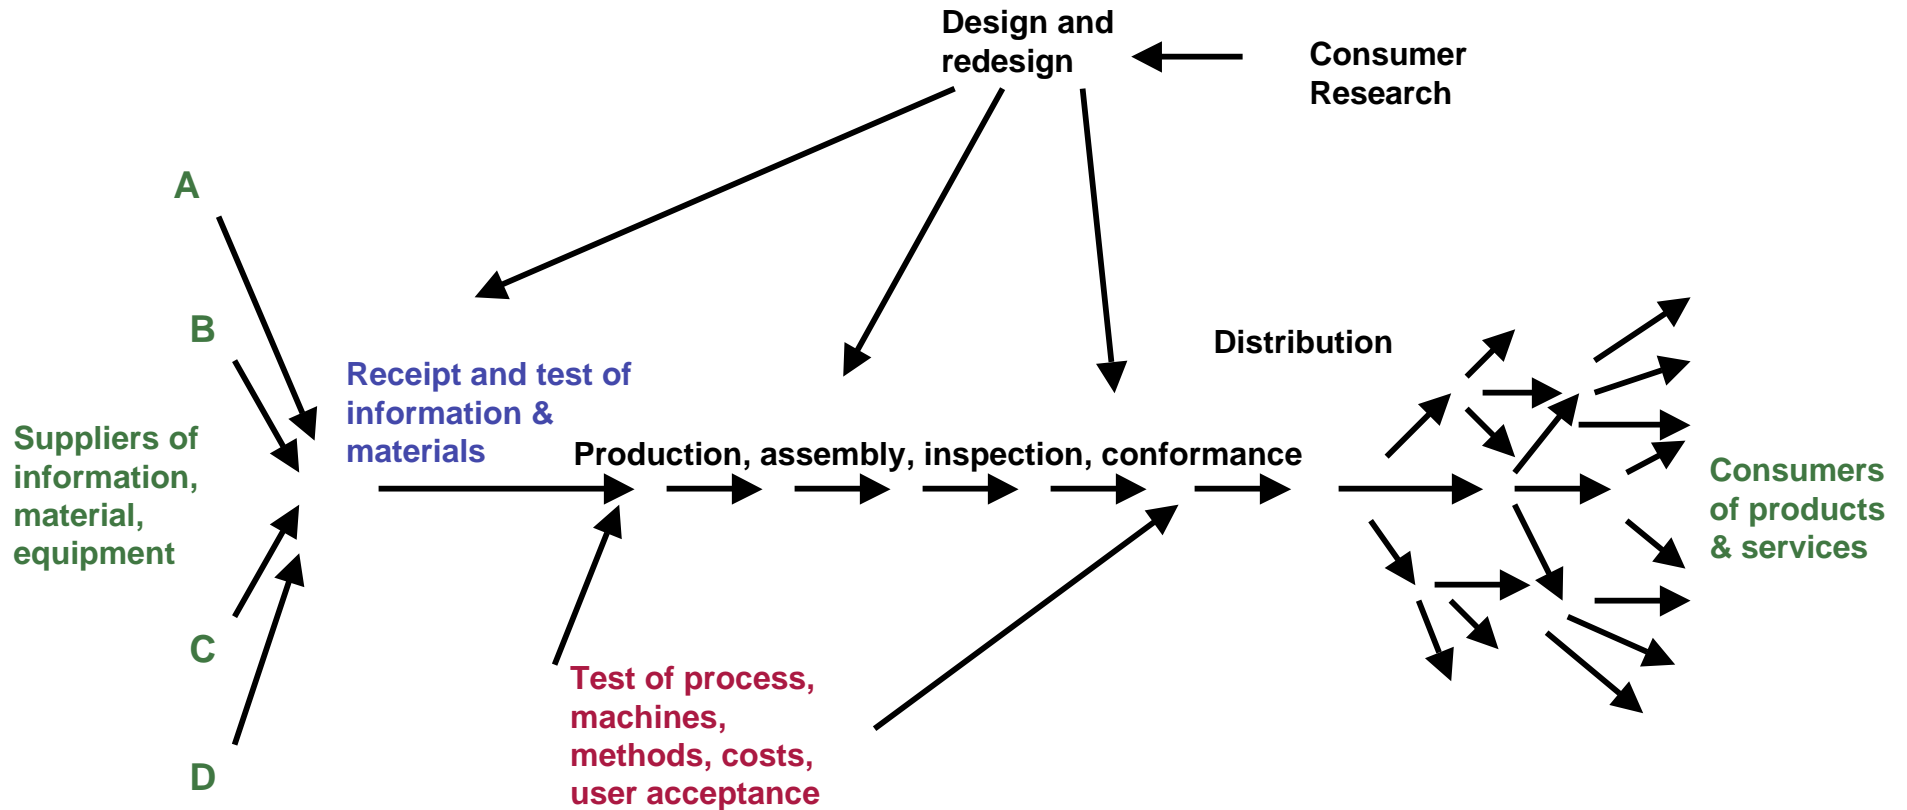 Design and
redesign
Consumer
Research
A
B
Suppliers of
information,
material,
equipment
C
D
Receipt and test of
information &
materials
Production, assembly, inspection, conformance
Distribution
Test of process,
machines,
methods, costs,
user acceptance
Consumers
of products
& services